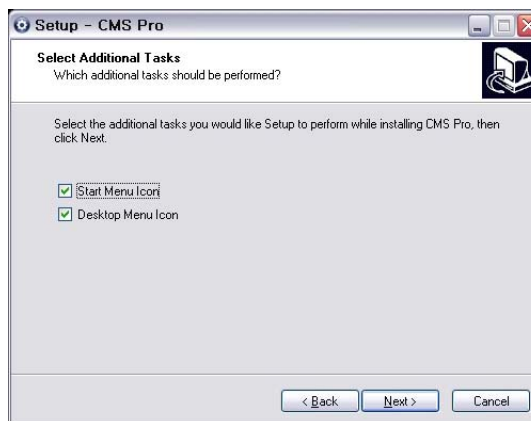 Setup - CMS Pro
Select Additional Tasks
Which additional tasks should be performed?
Select the additional tasks you would like Setup to perform while installing CMS Pro, then
click Next.
Start Menu Icon
Desktop Menu Icon
< Back
Next >
Cancel